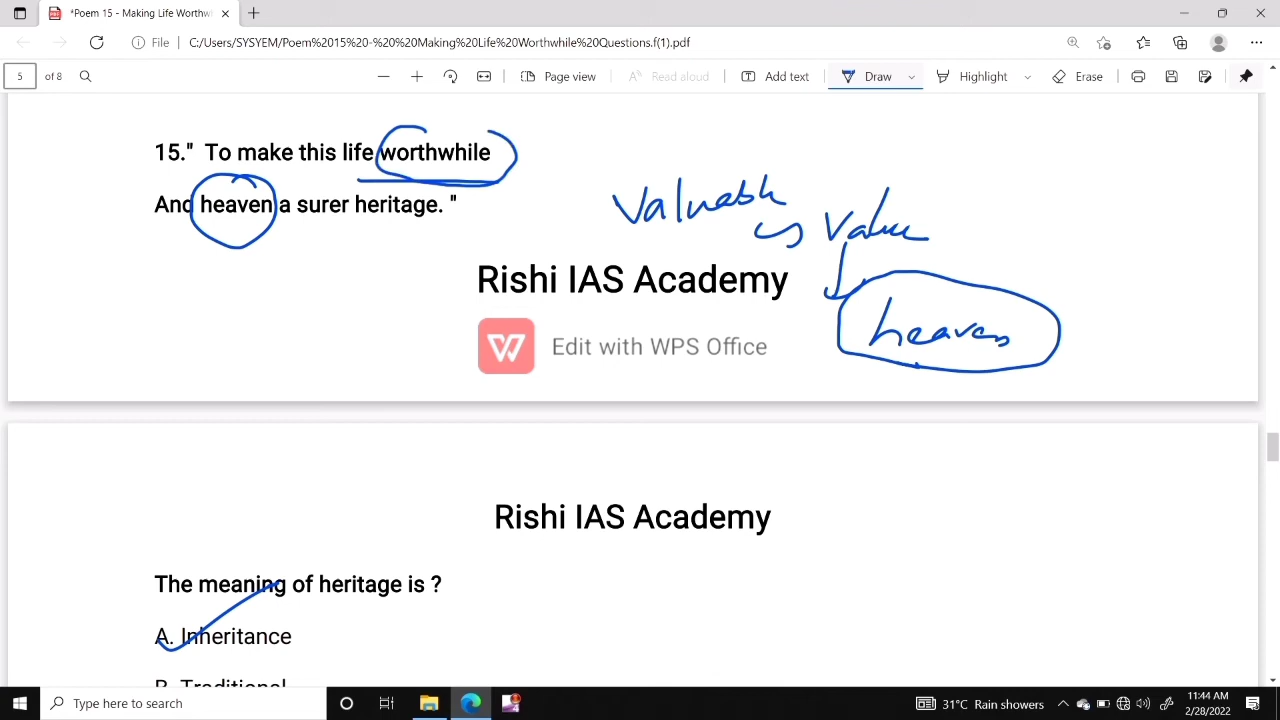 *Poem 15 - Making Life Worthwhi
File
C:/Users/SYSYEM/Poem%2015%20-%20%20Making%20Life%20Worthwhile%20Questions.f(1).pdf
5 of 8
Page view
Read aloud
Add text
Draw
Highlight
Erase
15." To make this life worthwhile
And heaven a surer heritage. "
Valuable
Value
heaven
Rishi IAS Academy
Edit with WPS Office
Rishi IAS Academy
The meaning of heritage is ?
A. Inheritance
B. Traditional
Type here to search
31°C Rain showers
11:44 AM
2/28/2022